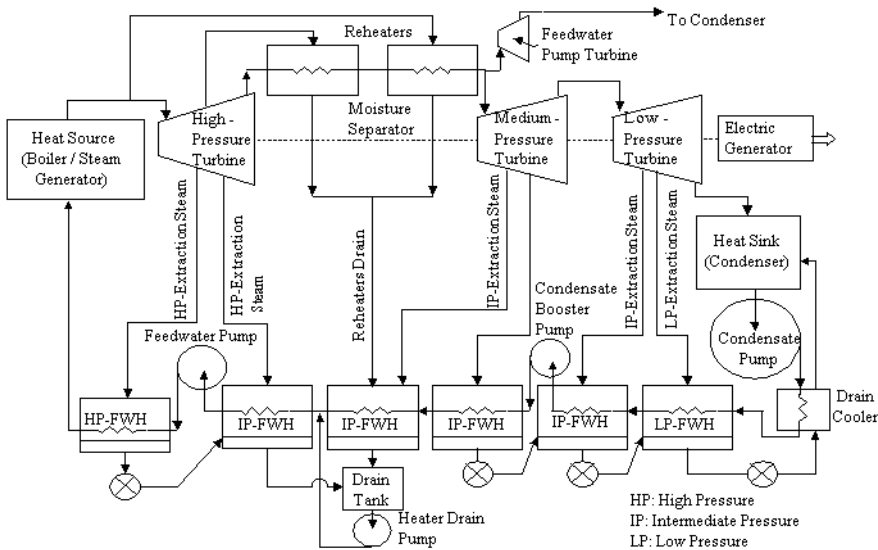 Reheaters
To Condenser
Feedwater
Pump Turbine
Heat Source
(Boiler / Steam
Generator)
High -
Pressure
Turbine
Moisture
Separator
Medium-
Pressure
Turbine
Low -
Pressure
Turbine
Electric
Generator
HP-Extraction Steam
HP-Extraction
Steam
Reheaters Drain
IP-Extraction Steam
IP-Extraction Steam
LP-Extraction Steam
Heat Sink
(Condenser)
Condensate
Booster
Pump
Feedwater Pump
Condensate
Pump
Drain
Cooler
HP-FWH
IP-FWH
IP-FWH
IP-FWH
IP-FWH
LP-FWH
Drain
Tank
Heater Drain
Pump
HP: High Pressure
IP: Intermediate Pressure
LP: Low Pressure